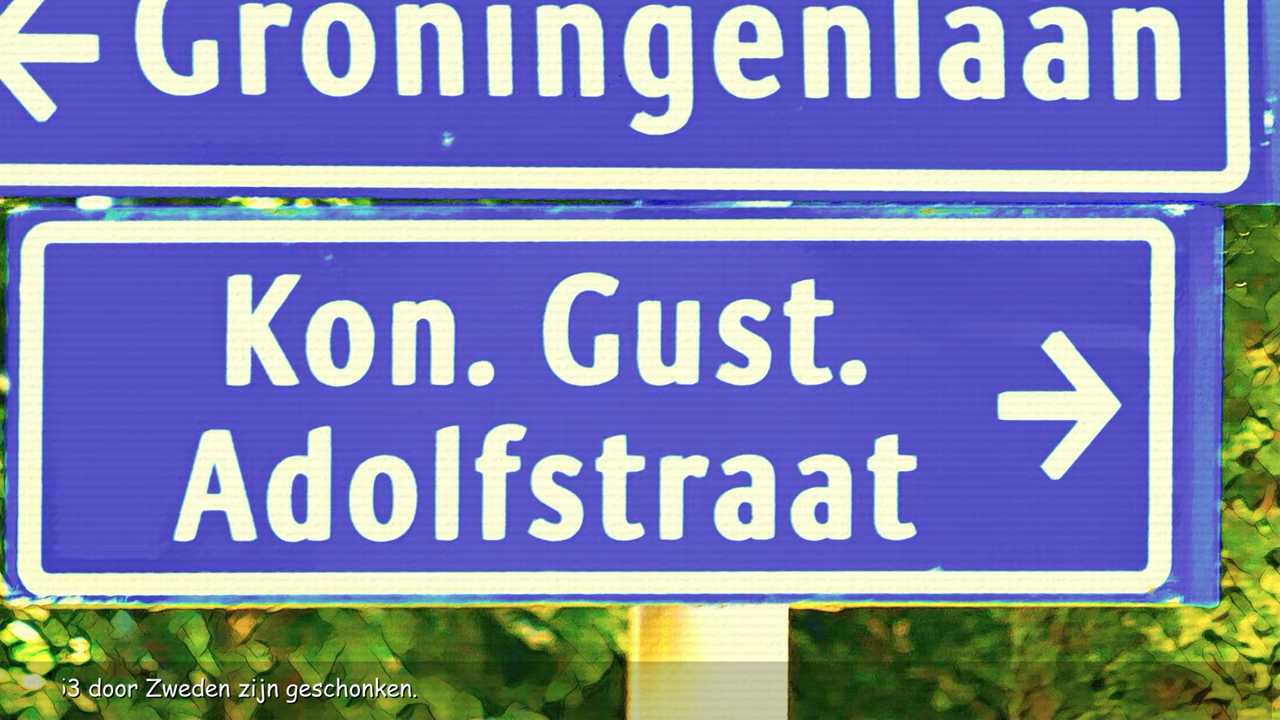 Groningenlaan
Kon. Gust.
Adolfstraat
door Zweden zijn geschonken.